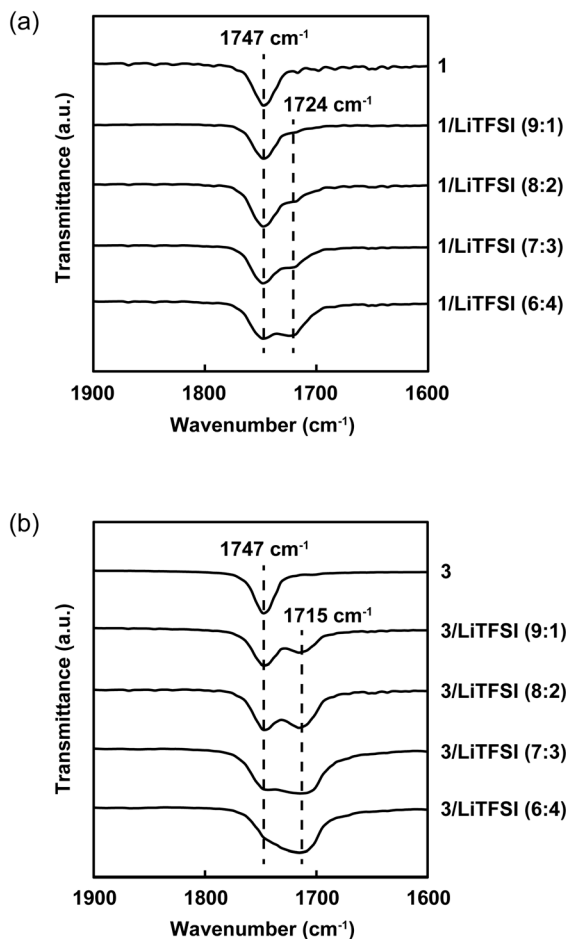 (a)
1747 cm⁻¹
1
1724 cm⁻¹
1/LiTFSI (9:1)
1/LiTFSI (8:2)
1/LiTFSI (7:3)
1/LiTFSI (6:4)
Transmittance (a.u.)
1900 1800 1700 1600
Wavenumber (cm⁻¹)
(b)
1747 cm⁻¹
3
1715 cm⁻¹
3/LiTFSI (9:1)
3/LiTFSI (8:2)
3/LiTFSI (7:3)
3/LiTFSI (6:4)
Transmittance (a.u.)
1900 1800 1700 1600
Wavenumber (cm⁻¹)